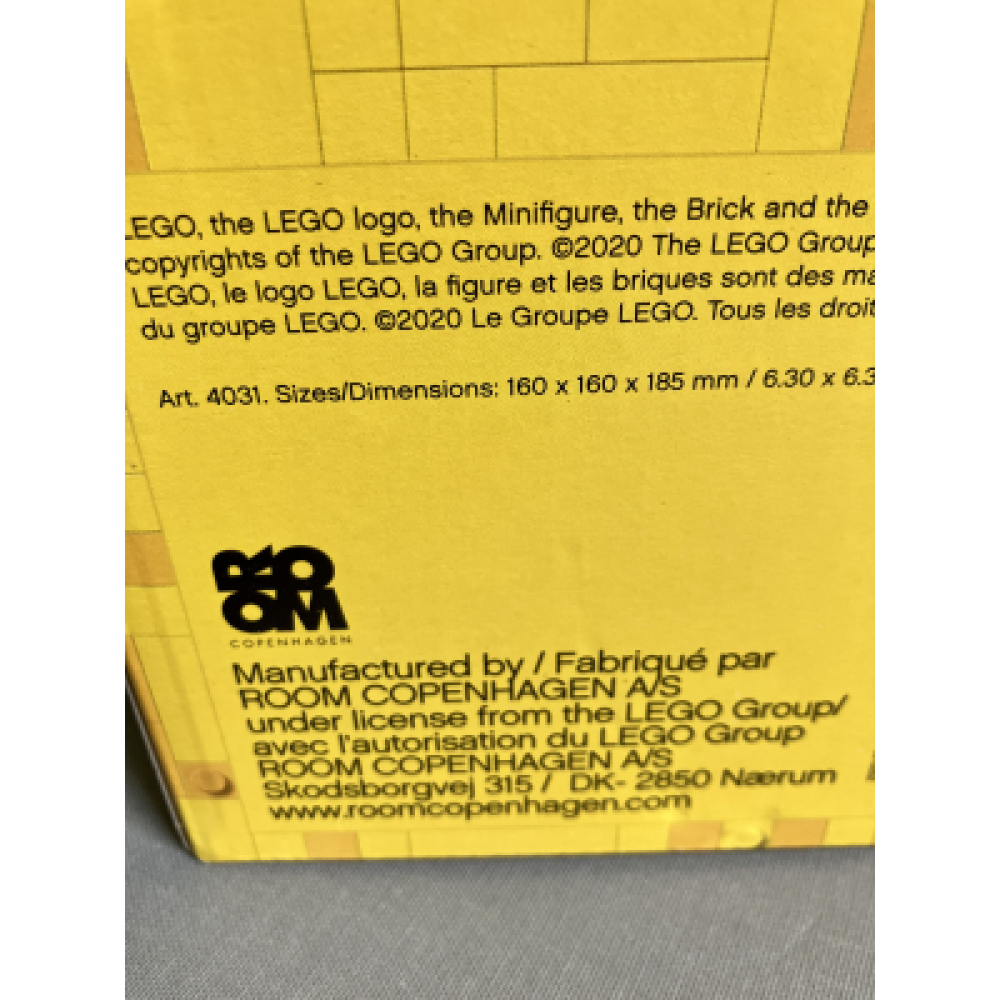 LEGO, the LEGO logo, the Minifigure, the Brick and the
copyrights of the LEGO Group. ©2020 The LEGO Group
LEGO, le logo LEGO, la figure et les briques sont des
du groupe LEGO. ©2020 Le Groupe LEGO. Tous les
Art. 4031. Sizes/Dimensions: 160 x 160 x 185 mm / 6.30 x
ROOM
COPENHAGEN
Manufactured by / Fabriqué par
ROOM COPENHAGEN A/S
under license from the LEGO Group/
avec l'autorisation du LEGO Group
ROOM COPENHAGEN A/S
Skodsborgvej 315 / DK- 2850 Nærum
www.roomcopenhagen.com